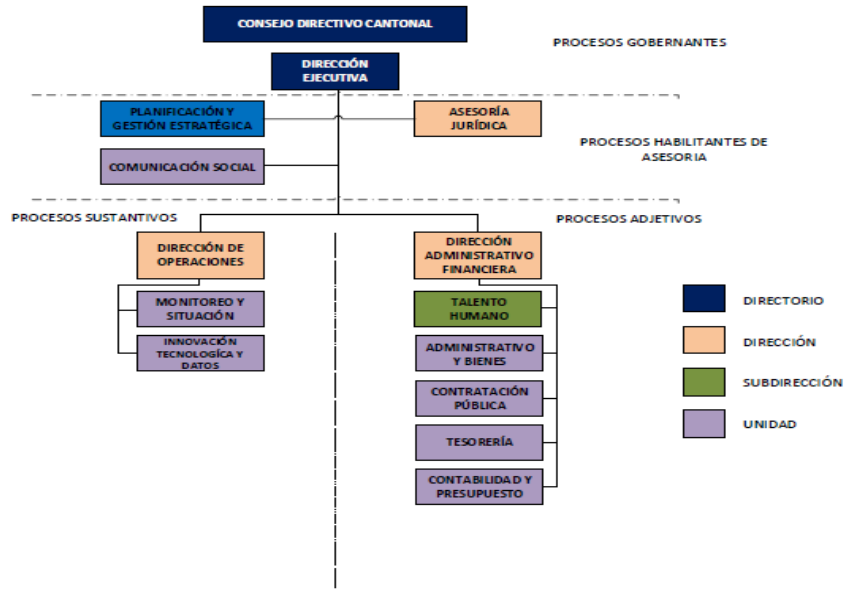 CONSEJO DIRECTIVO CANTONAL
PROCESOS GOBERNANTES
DIRECCIÓN
EJECUTIVA
PLANIFICACIÓN Y
GESTIÓN ESTRATÉGICA
ASESORÍA
JURÍDICA
PROCESOS HABILITANTES DE
ASESORIA
COMUNICACIÓN SOCIAL
PROCESOS SUSTANTIVOS
PROCESOS ADJETIVOS
DIRECCIÓN DE
OPERACIONES
MONITOREO Y
SITUACIÓN
INNOVACIÓN
TECNOLOGÍCA Y
DATOS
DIRECCIÓN
ADMINISTRATIVO
FINANCIERA
TALENTO
HUMANO
ADMINISTRATIVO
Y BIENES
CONTRATACIÓN
PÚBLICA
TESORERÍA
CONTABILIDAD Y
PRESUPUESTO
DIRECTORIO
DIRECCIÓN
SUBDIRECCIÓN
UNIDAD